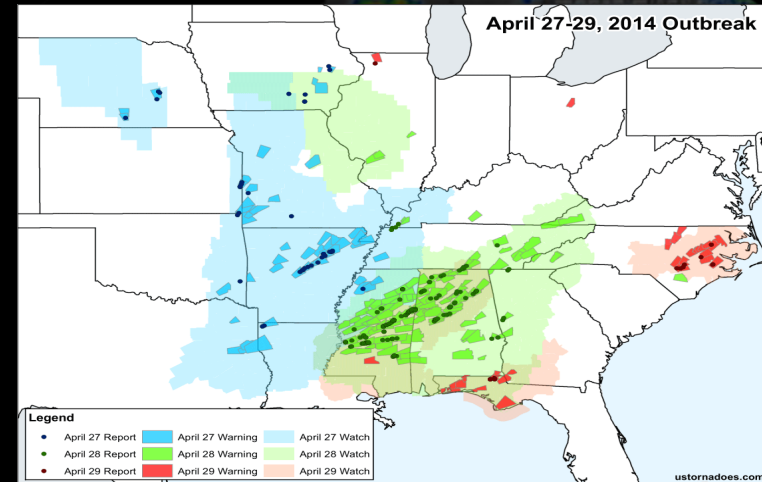 April 27-29, 2014 Outbreak
Legend
April 27 Report April 27 Warning April 27 Watch
April 28 Report April 28 Warning April 28 Watch
April 29 Report April 29 Warning April 29 Watch
ustornadoes.com